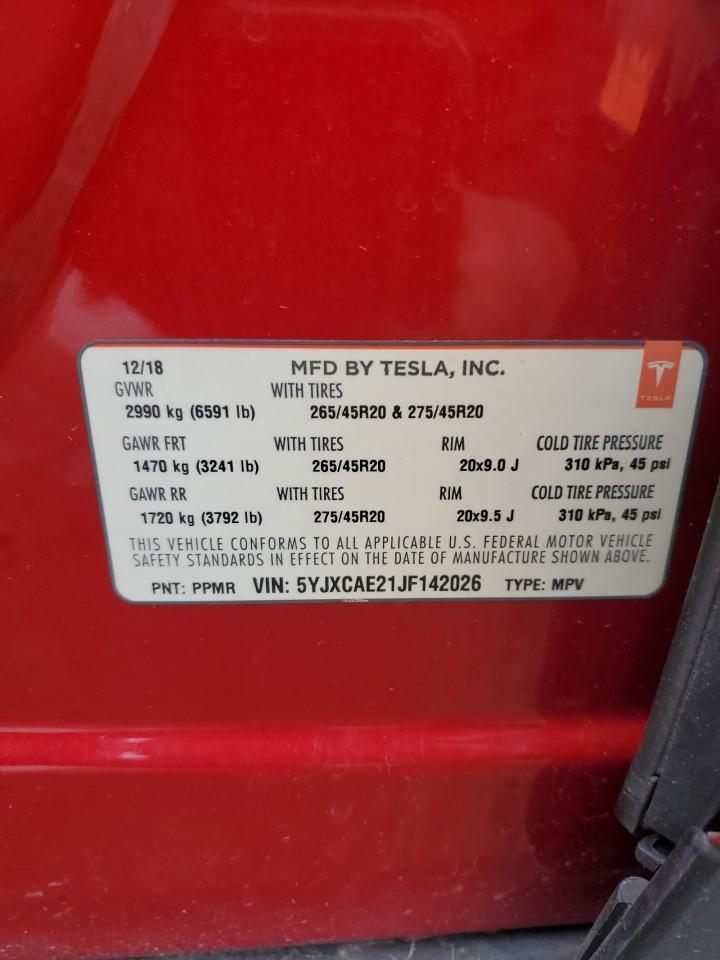 12/18 MFD BY TESLA, INC.
GVWR WITH TIRES
2990 kg (6591 lb) 265/45R20 & 275/45R20
TESLA
GAWR FRT WITH TIRES RIM COLD TIRE PRESSURE
1470 kg (3241 lb) 265/45R20 20x9.0 J 310 kPa, 45 psi
GAWR RR WITH TIRES RIM COLD TIRE PRESSURE
1720 kg (3792 lb) 275/45R20 20x9.5 J 310 kPa, 45 psi
THIS VEHICLE CONFORMS TO ALL APPLICABLE U.S. FEDERAL MOTOR VEHICLE
SAFETY STANDARDS IN EFFECT ON THE DATE OF MANUFACTURE SHOWN ABOVE.
PNT: PPMR VIN: 5YJXCAE21JF142026 TYPE: MPV